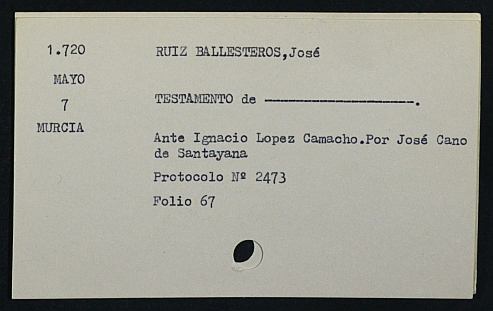 1.720 RUIZ BALLESTEROS,José
MAYO
7 TESTAMENTO de ——————————.
MURCIA
Ante Ignacio Lopez Camacho.Por José Cano
de Santayana
Protocolo Nº 2473
Folio 67